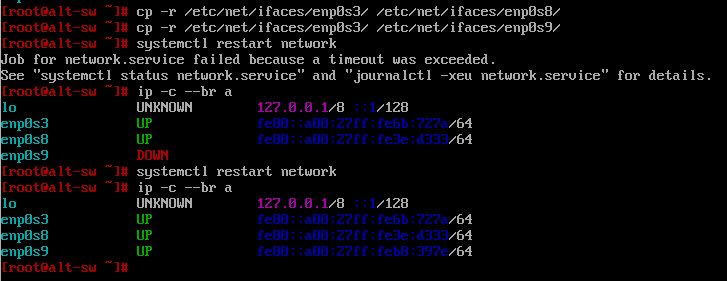 [root@alt-sw ~]# cp -r /etc/net/ifaces/enp0s3/ /etc/net/ifaces/enp0s8/
[root@alt-sw ~]# cp -r /etc/net/ifaces/enp0s3/ /etc/net/ifaces/enp0s9/
[root@alt-sw ~]# systemctl restart network
Job for network.service failed because a timeout was exceeded.
See "systemctl status network.service" and "journalctl -xeu network.service" for details.
[root@alt-sw ~]# ip -c --br a
lo UNKNOWN 127.0.0.1/8 ::1/128
enp0s3 UP fe80::a00:27ff:fe6b:727a/64
enp0s8 UP fe80::a00:27ff:fe3e:d333/64
enp0s9 DOWN
[root@alt-sw ~]# systemctl restart network
[root@alt-sw ~]# ip -c --br a
lo UNKNOWN 127.0.0.1/8 ::1/128
enp0s3 UP fe80::a00:27ff:fe6b:727a/64
enp0s8 UP fe80::a00:27ff:fe3e:d333/64
enp0s9 UP fe80::a00:27ff:feb0:397e/64
[root@alt-sw ~]#